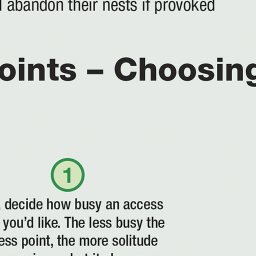 abandon their nests if provoked
oints – Choosing
1
decide how busy an access
you’d like. The less busy the
ess point, the more solitude